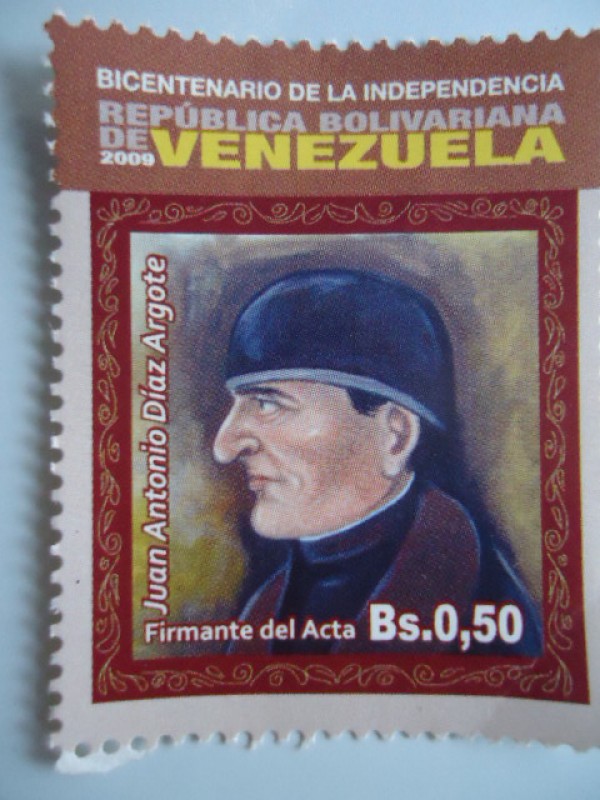 BICENTENARIO DE LA INDEPENDENCIA
REPÚBLICA BOLIVARIANA
DE VENEZUELA
2009
Juan Antonio Díaz Argote
Firmante del Acta Bs.0,50